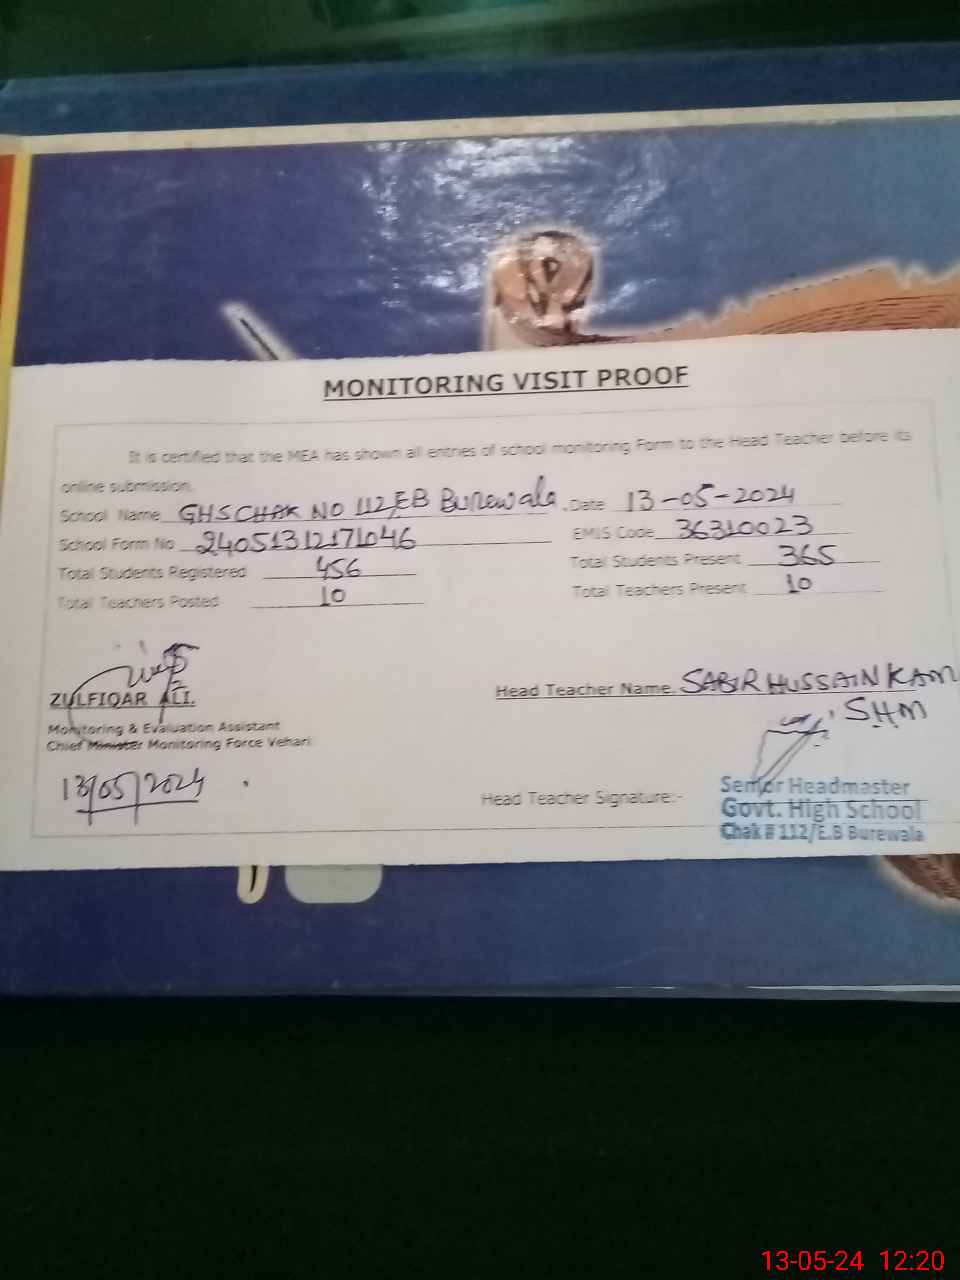 MONITORING VISIT PROOF
It is certified that the MEA has shown all entries of school monitoring Form to the Head Teacher before its
online submission.
School Name GHS CHAK NO 112/EB Burewala. Date 13-05-2024
School Form No 24051312171046 EMIS Code 36310023
Total Students Registered 456 Total Students Present 365
Total Teachers Posted 10 Total Teachers Present 10
ZULFIQAR ALI.
Head Teacher Name. SABIR HUSSAIN KAM
SHM
Monitoring & Evaluation Assistant
Chief Minister Monitoring Force Vehari.
13/05/2024
Head Teacher Signature:-
Senior Headmaster
Govt. High School
Chak # 112/E.B Burewala
13-05-24 12:20